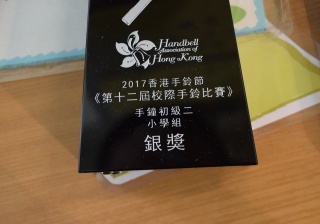 Handbell
Association of
Hong Kong
2017香港手鈴節
《第十二屆校際手鈴比賽》
手鐘初級二
小學組
銀獎